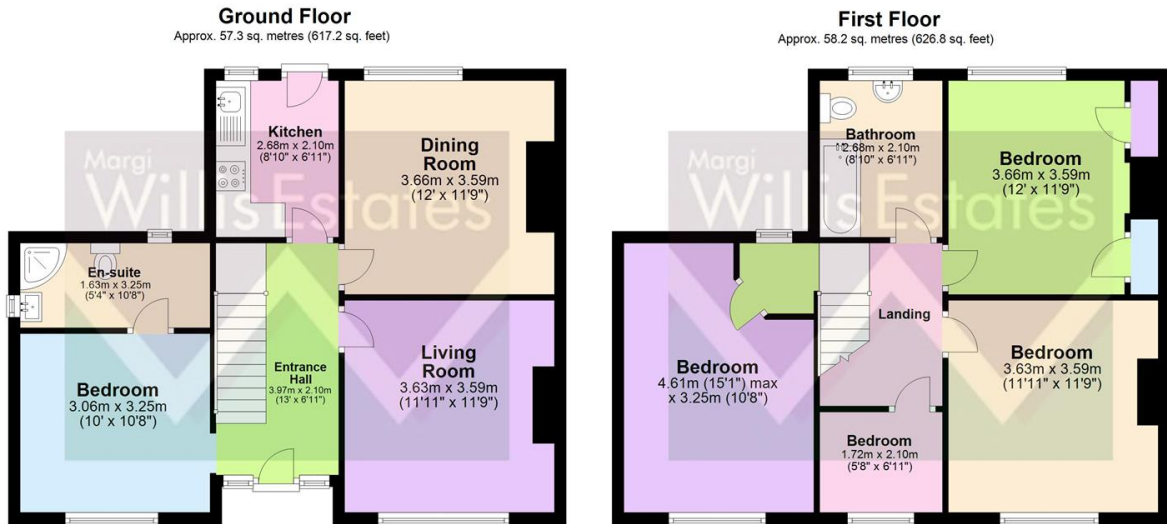 Ground Floor
Approx. 57.3 sq. metres (617.2 sq. feet)
Kitchen
2.68m x 2.10m
(8'10" x 6'11")
Dining
Room
3.66m x 3.59m
(12' x 11'9")
En-suite
1.63m x 3.25m
(5'4" x 10'8")
Bedroom
3.06m x 3.25m
(10' x 10'8")
Entrance
Hall
3.97m x 2.10m
(13' x 6'11")
Living
Room
3.63m x 3.59m
(11'11" x 11'9")
Margi
Willis Estates
First Floor
Approx. 58.2 sq. metres (626.8 sq. feet)
Bathroom
2.68m x 2.10m
(8'10" x 6'11")
Bedroom
3.66m x 3.59m
(12' x 11'9")
Landing
Bedroom
4.61m (15'1") max
x 3.25m (10'8")
Bedroom
3.63m x 3.59m
(11'11" x 11'9")
Bedroom
1.72m x 2.10m
(5'8" x 6'11")
Margi
Willis Estates